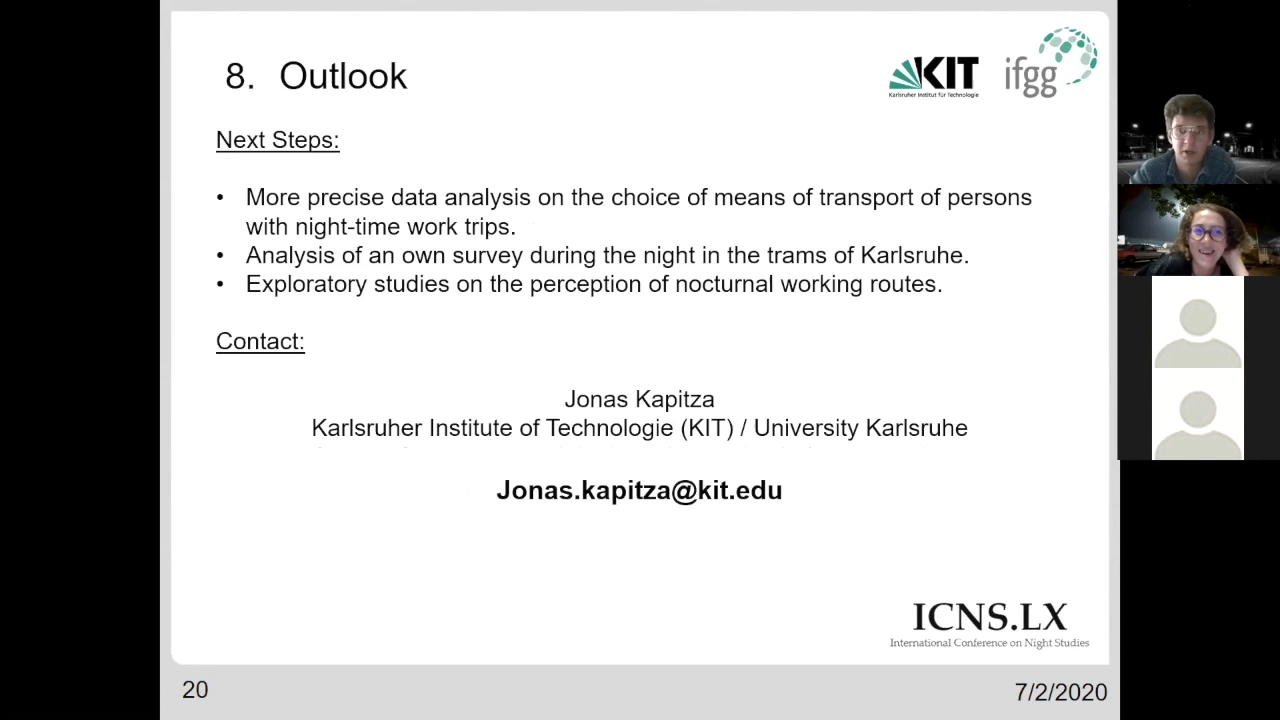 8. Outlook
KIT
Karlsruher Institut für Technologie
ifgg
Next Steps:
• More precise data analysis on the choice of means of transport of persons
with night-time work trips.
• Analysis of an own survey during the night in the trams of Karlsruhe.
• Exploratory studies on the perception of nocturnal working routes.
Contact:
Jonas Kapitza
Karlsruher Institute of Technologie (KIT) / University Karlsruhe
Jonas.kapitza@kit.edu
ICNS.LX
International Conference on Night Studies
20
7/2/2020